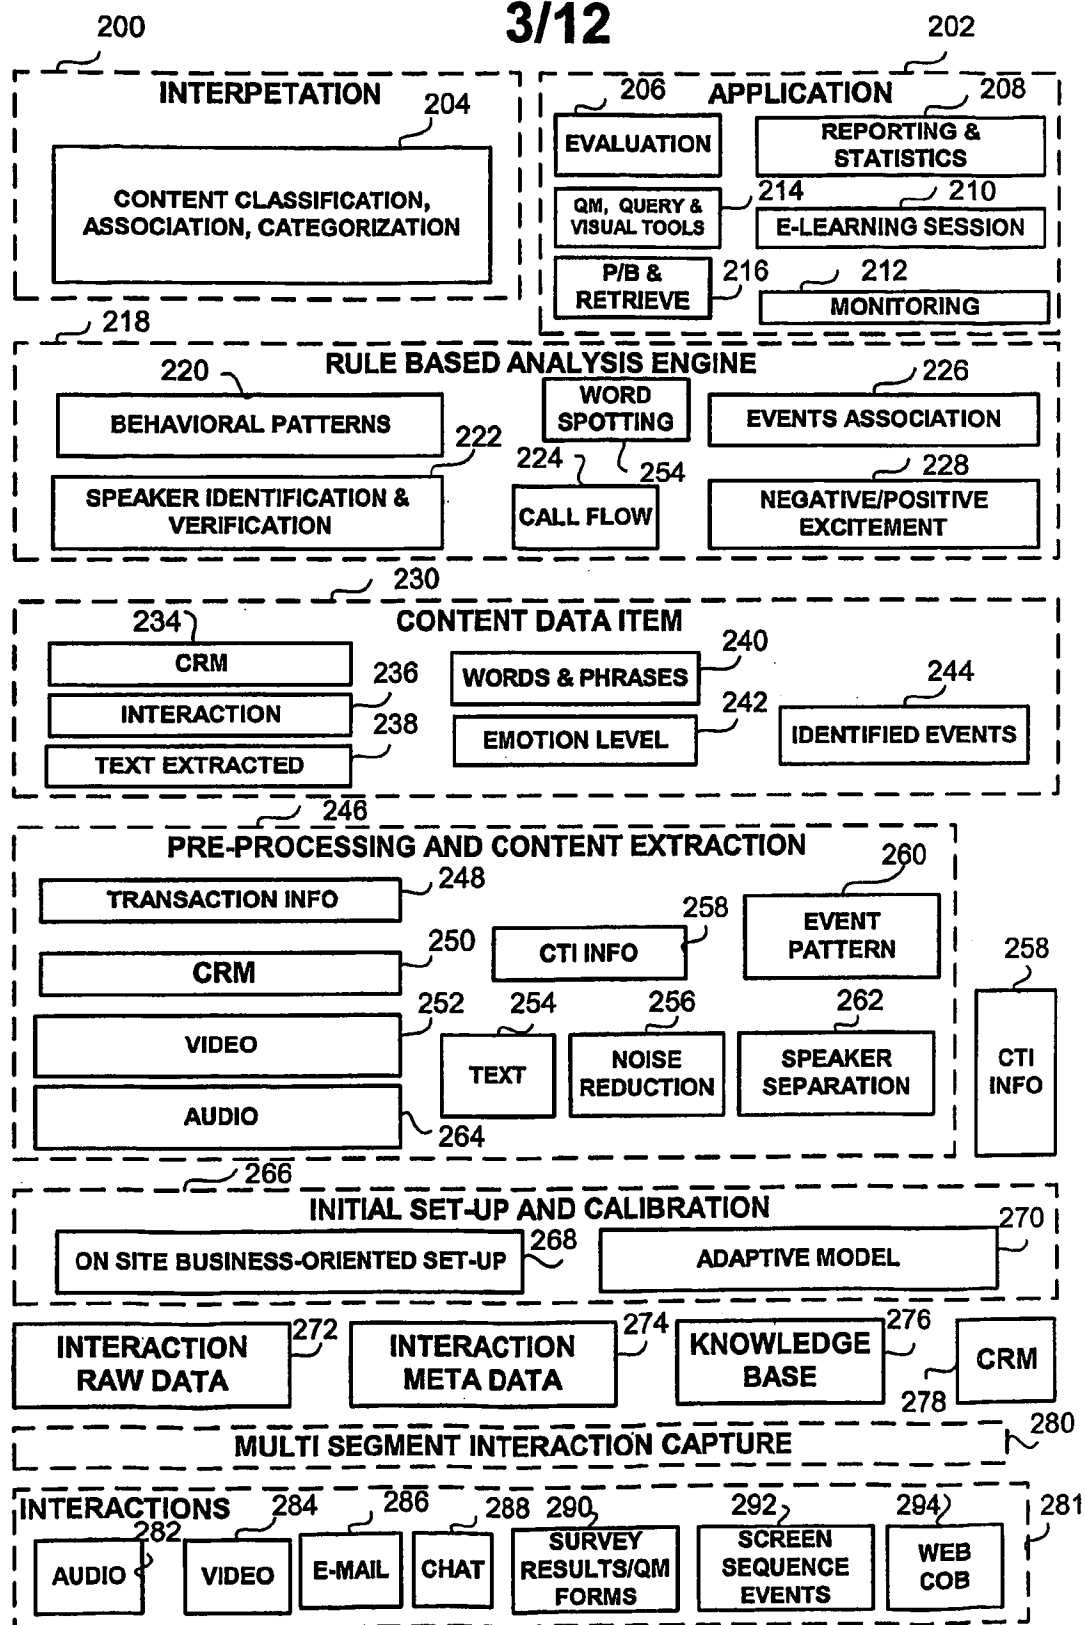 3/12
200
202
INTERPETATION
204
CONTENT CLASSIFICATION,
ASSOCIATION, CATEGORIZATION
APPLICATION
206
208
EVALUATION
REPORTING &
STATISTICS
214
210
QM, QUERY &
VISUAL TOOLS
E-LEARNING SESSION
P/B &
RETRIEVE
216
212
MONITORING
218
RULE BASED ANALYSIS ENGINE
220
BEHAVIORAL PATTERNS
WORD
SPOTTING
226
EVENTS ASSOCIATION
222
224
254
228
SPEAKER IDENTIFICATION &
VERIFICATION
CALL FLOW
NEGATIVE/POSITIVE
EXCITEMENT
230
CONTENT DATA ITEM
234
CRM
236
INTERACTION
238
TEXT EXTRACTED
240
WORDS & PHRASES
242
EMOTION LEVEL
244
IDENTIFIED EVENTS
246
PRE-PROCESSING AND CONTENT EXTRACTION
248
TRANSACTION INFO
250
CRM
258
CTI INFO
260
EVENT
PATTERN
258
CTI
INFO
252
VIDEO
254
TEXT
256
NOISE
REDUCTION
262
SPEAKER
SEPARATION
AUDIO
264
266
INITIAL SET-UP AND CALIBRATION
ON SITE BUSINESS-ORIENTED SET-UP
268
ADAPTIVE MODEL
270
INTERACTION
RAW DATA
272
INTERACTION
META DATA
274
KNOWLEDGE
BASE
276
278
CRM
MULTI SEGMENT INTERACTION CAPTURE
280
INTERACTIONS
281
282
AUDIO
284
VIDEO
286
E-MAIL
288
CHAT
290
SURVEY
RESULTS/QM
FORMS
292
SCREEN
SEQUENCE
EVENTS
294
WEB
COB